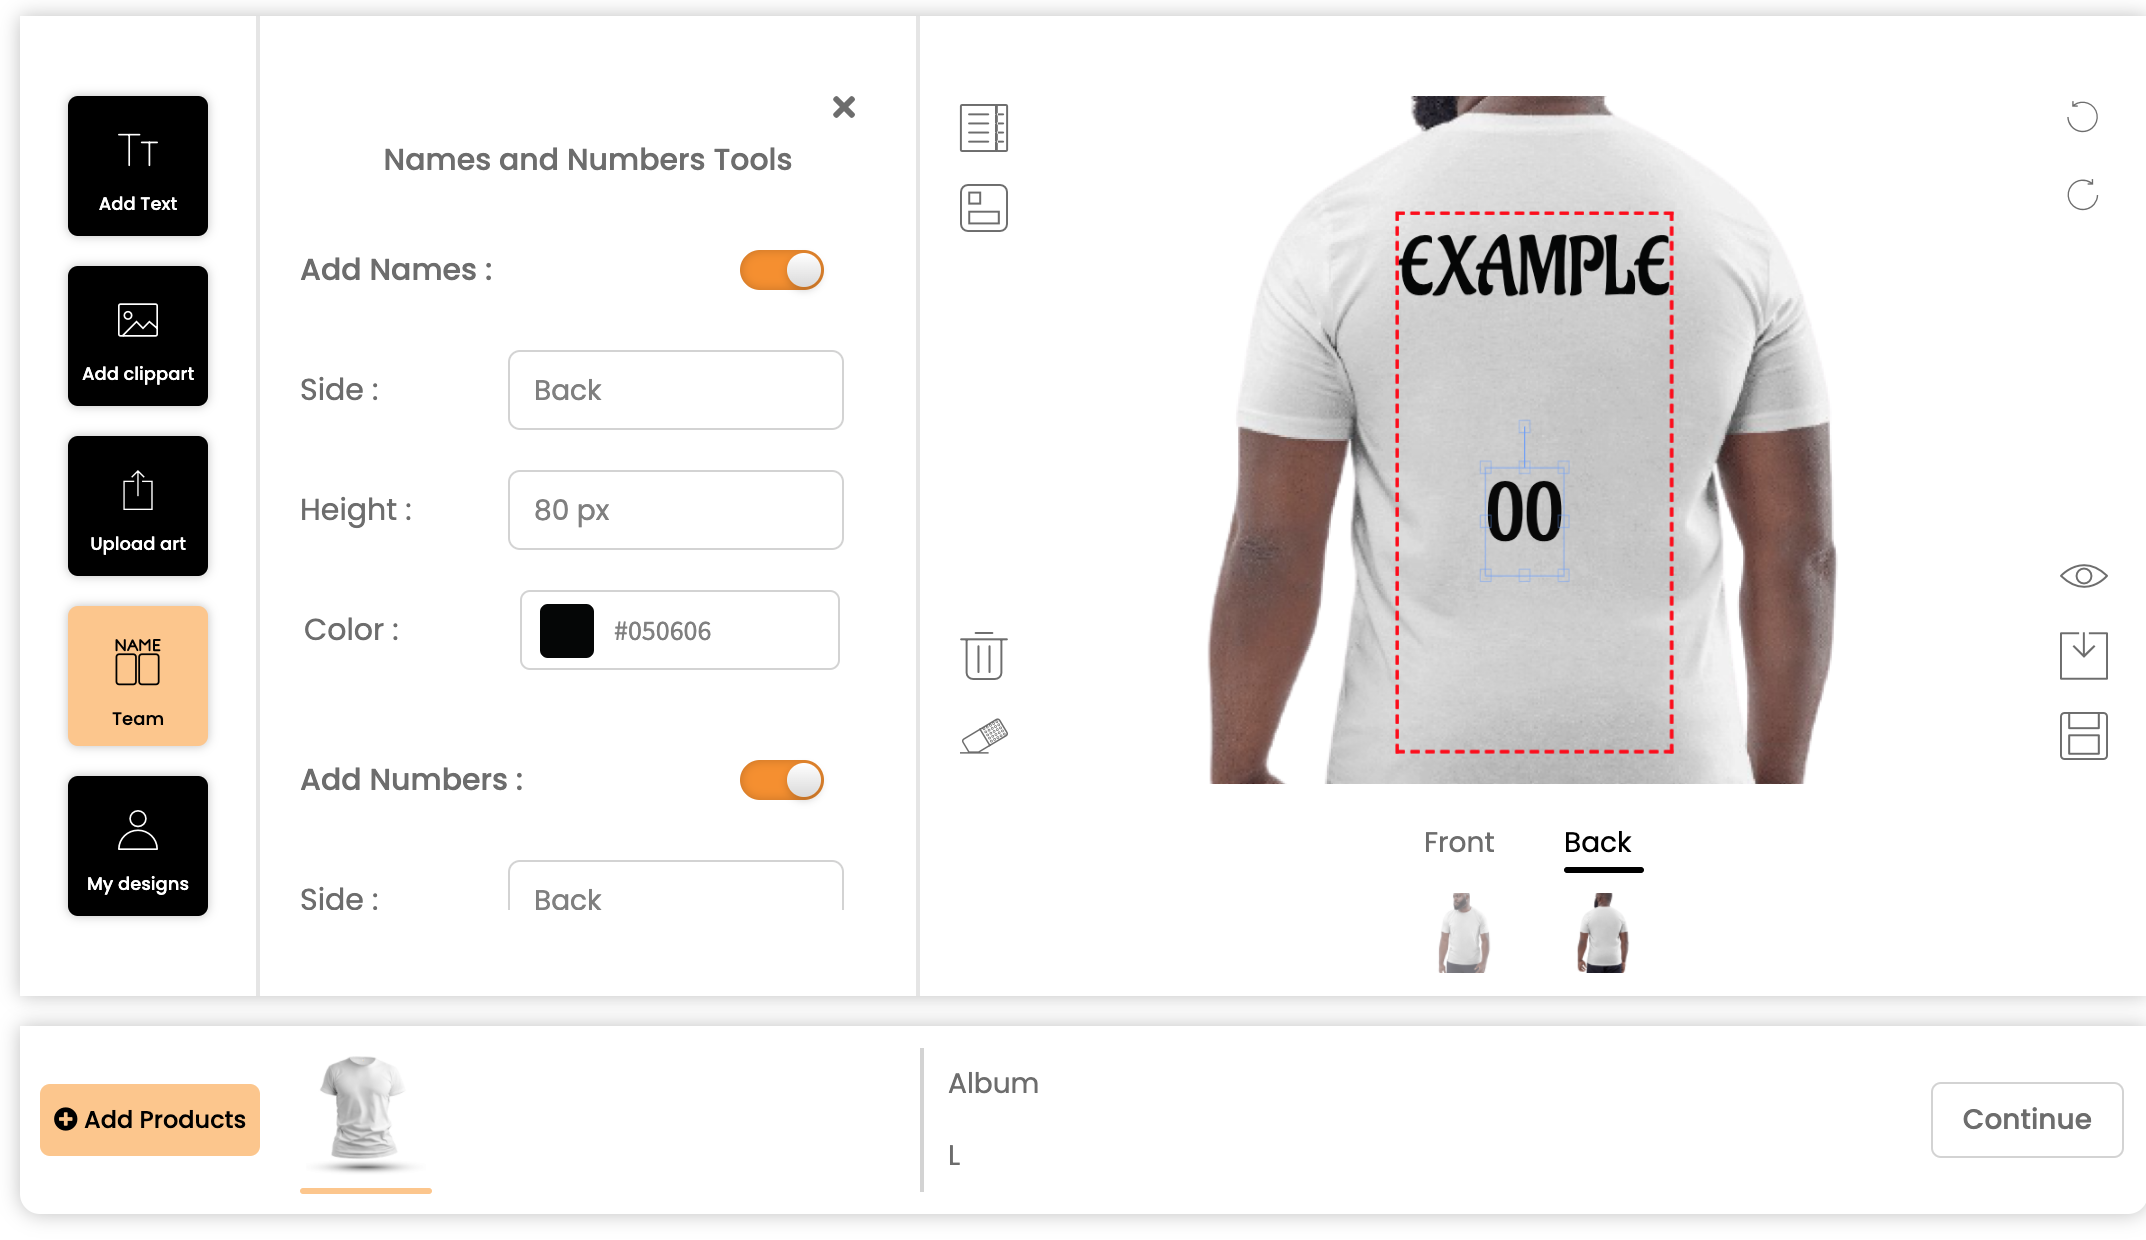 Tт
Add Text
Add clippart
Upload art
NAME
Team
My designs
Names and Numbers Tools
Add Names :
Side :
Back
Height :
80 px
Color :
#050606
Add Numbers :
Side :
Back
EXAMPLE
00
Front
Back
Add Products
Album
L
Continue